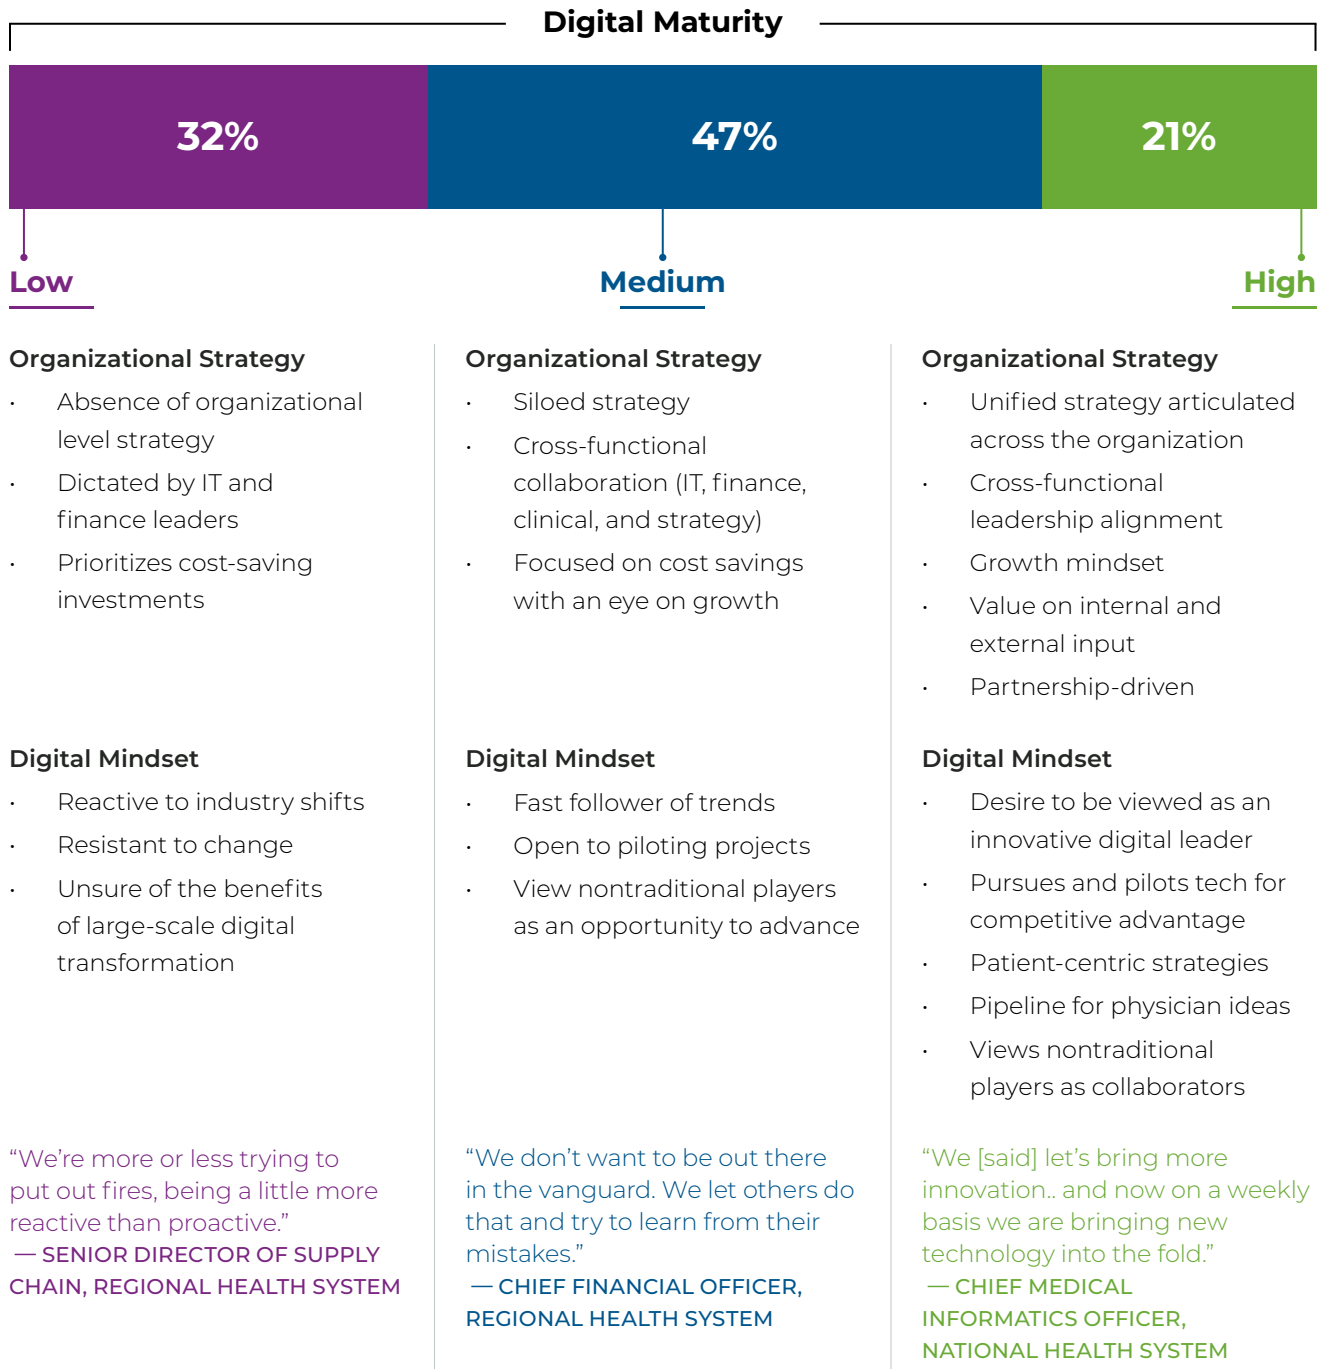 Digital Maturity
32%
47%
21%
Low
Medium
High
Organizational Strategy
· Absence of organizational
level strategy
· Dictated by IT and
finance leaders
· Prioritizes cost-saving
investments
Digital Mindset
· Reactive to industry shifts
· Resistant to change
· Unsure of the benefits
of large-scale digital
transformation
“We’re more or less trying to
put out fires, being a little more
reactive than proactive.”
— SENIOR DIRECTOR OF SUPPLY
CHAIN, REGIONAL HEALTH SYSTEM
Organizational Strategy
· Siloed strategy
· Cross-functional
collaboration (IT, finance,
clinical, and strategy)
· Focused on cost savings
with an eye on growth
Digital Mindset
· Fast follower of trends
· Open to piloting projects
· View nontraditional players
as an opportunity to advance
“We don’t want to be out there
in the vanguard. We let others do
that and try to learn from their
mistakes.”
— CHIEF FINANCIAL OFFICER,
REGIONAL HEALTH SYSTEM
Organizational Strategy
· Unified strategy articulated
across the organization
· Cross-functional
leadership alignment
· Growth mindset
· Value on internal and
external input
· Partnership-driven
Digital Mindset
· Desire to be viewed as an
innovative digital leader
· Pursues and pilots tech for
competitive advantage
· Patient-centric strategies
· Pipeline for physician ideas
· Views nontraditional
players as collaborators
“We [said] let’s bring more
innovation.. and now on a weekly
basis we are bringing new
technology into the fold.”
— CHIEF MEDICAL
INFORMATICS OFFICER,
NATIONAL HEALTH SYSTEM